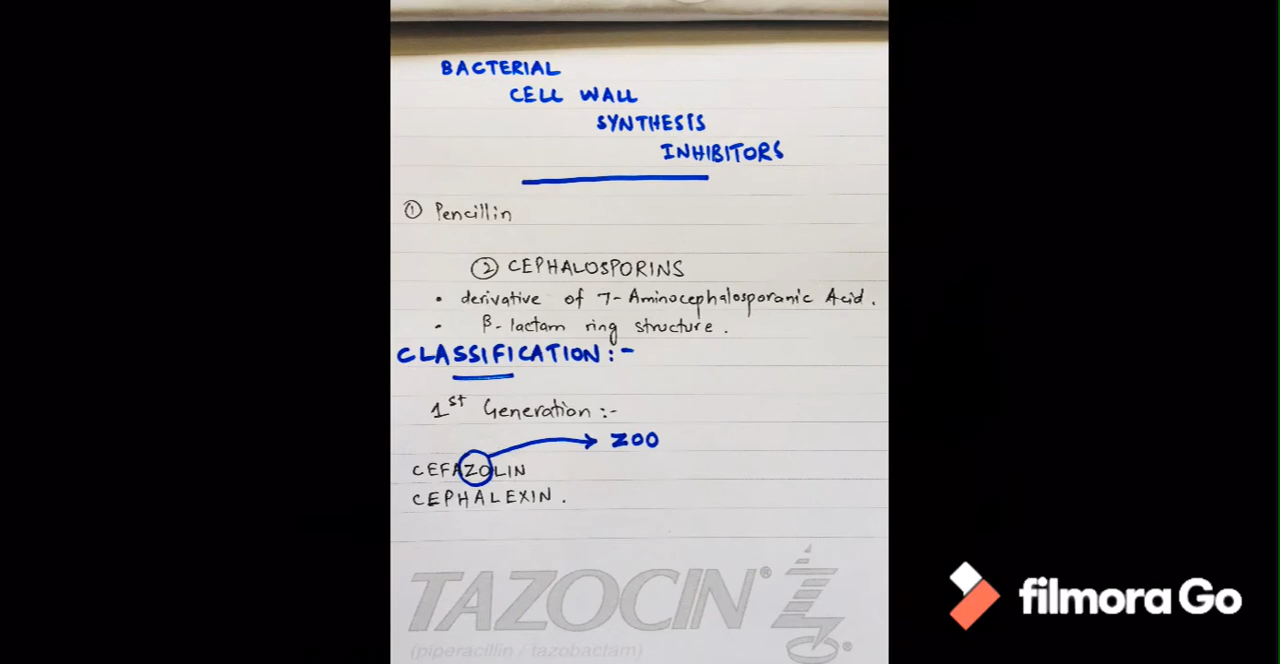 BACTERIAL
CELL WALL
SYNTHESIS
INHIBITORS
① Pencillin
② CEPHALOSPORINS
• derivative of 7-Aminocephalosporanic Acid.
• β-lactam ring structure.
CLASSIFICATION:-
1st Generation:-
ZOO
CEFAZOLIN
CEPHALEXIN.
TAZOCIN®
®
(piperacillin / tazobactam)
filmora Go